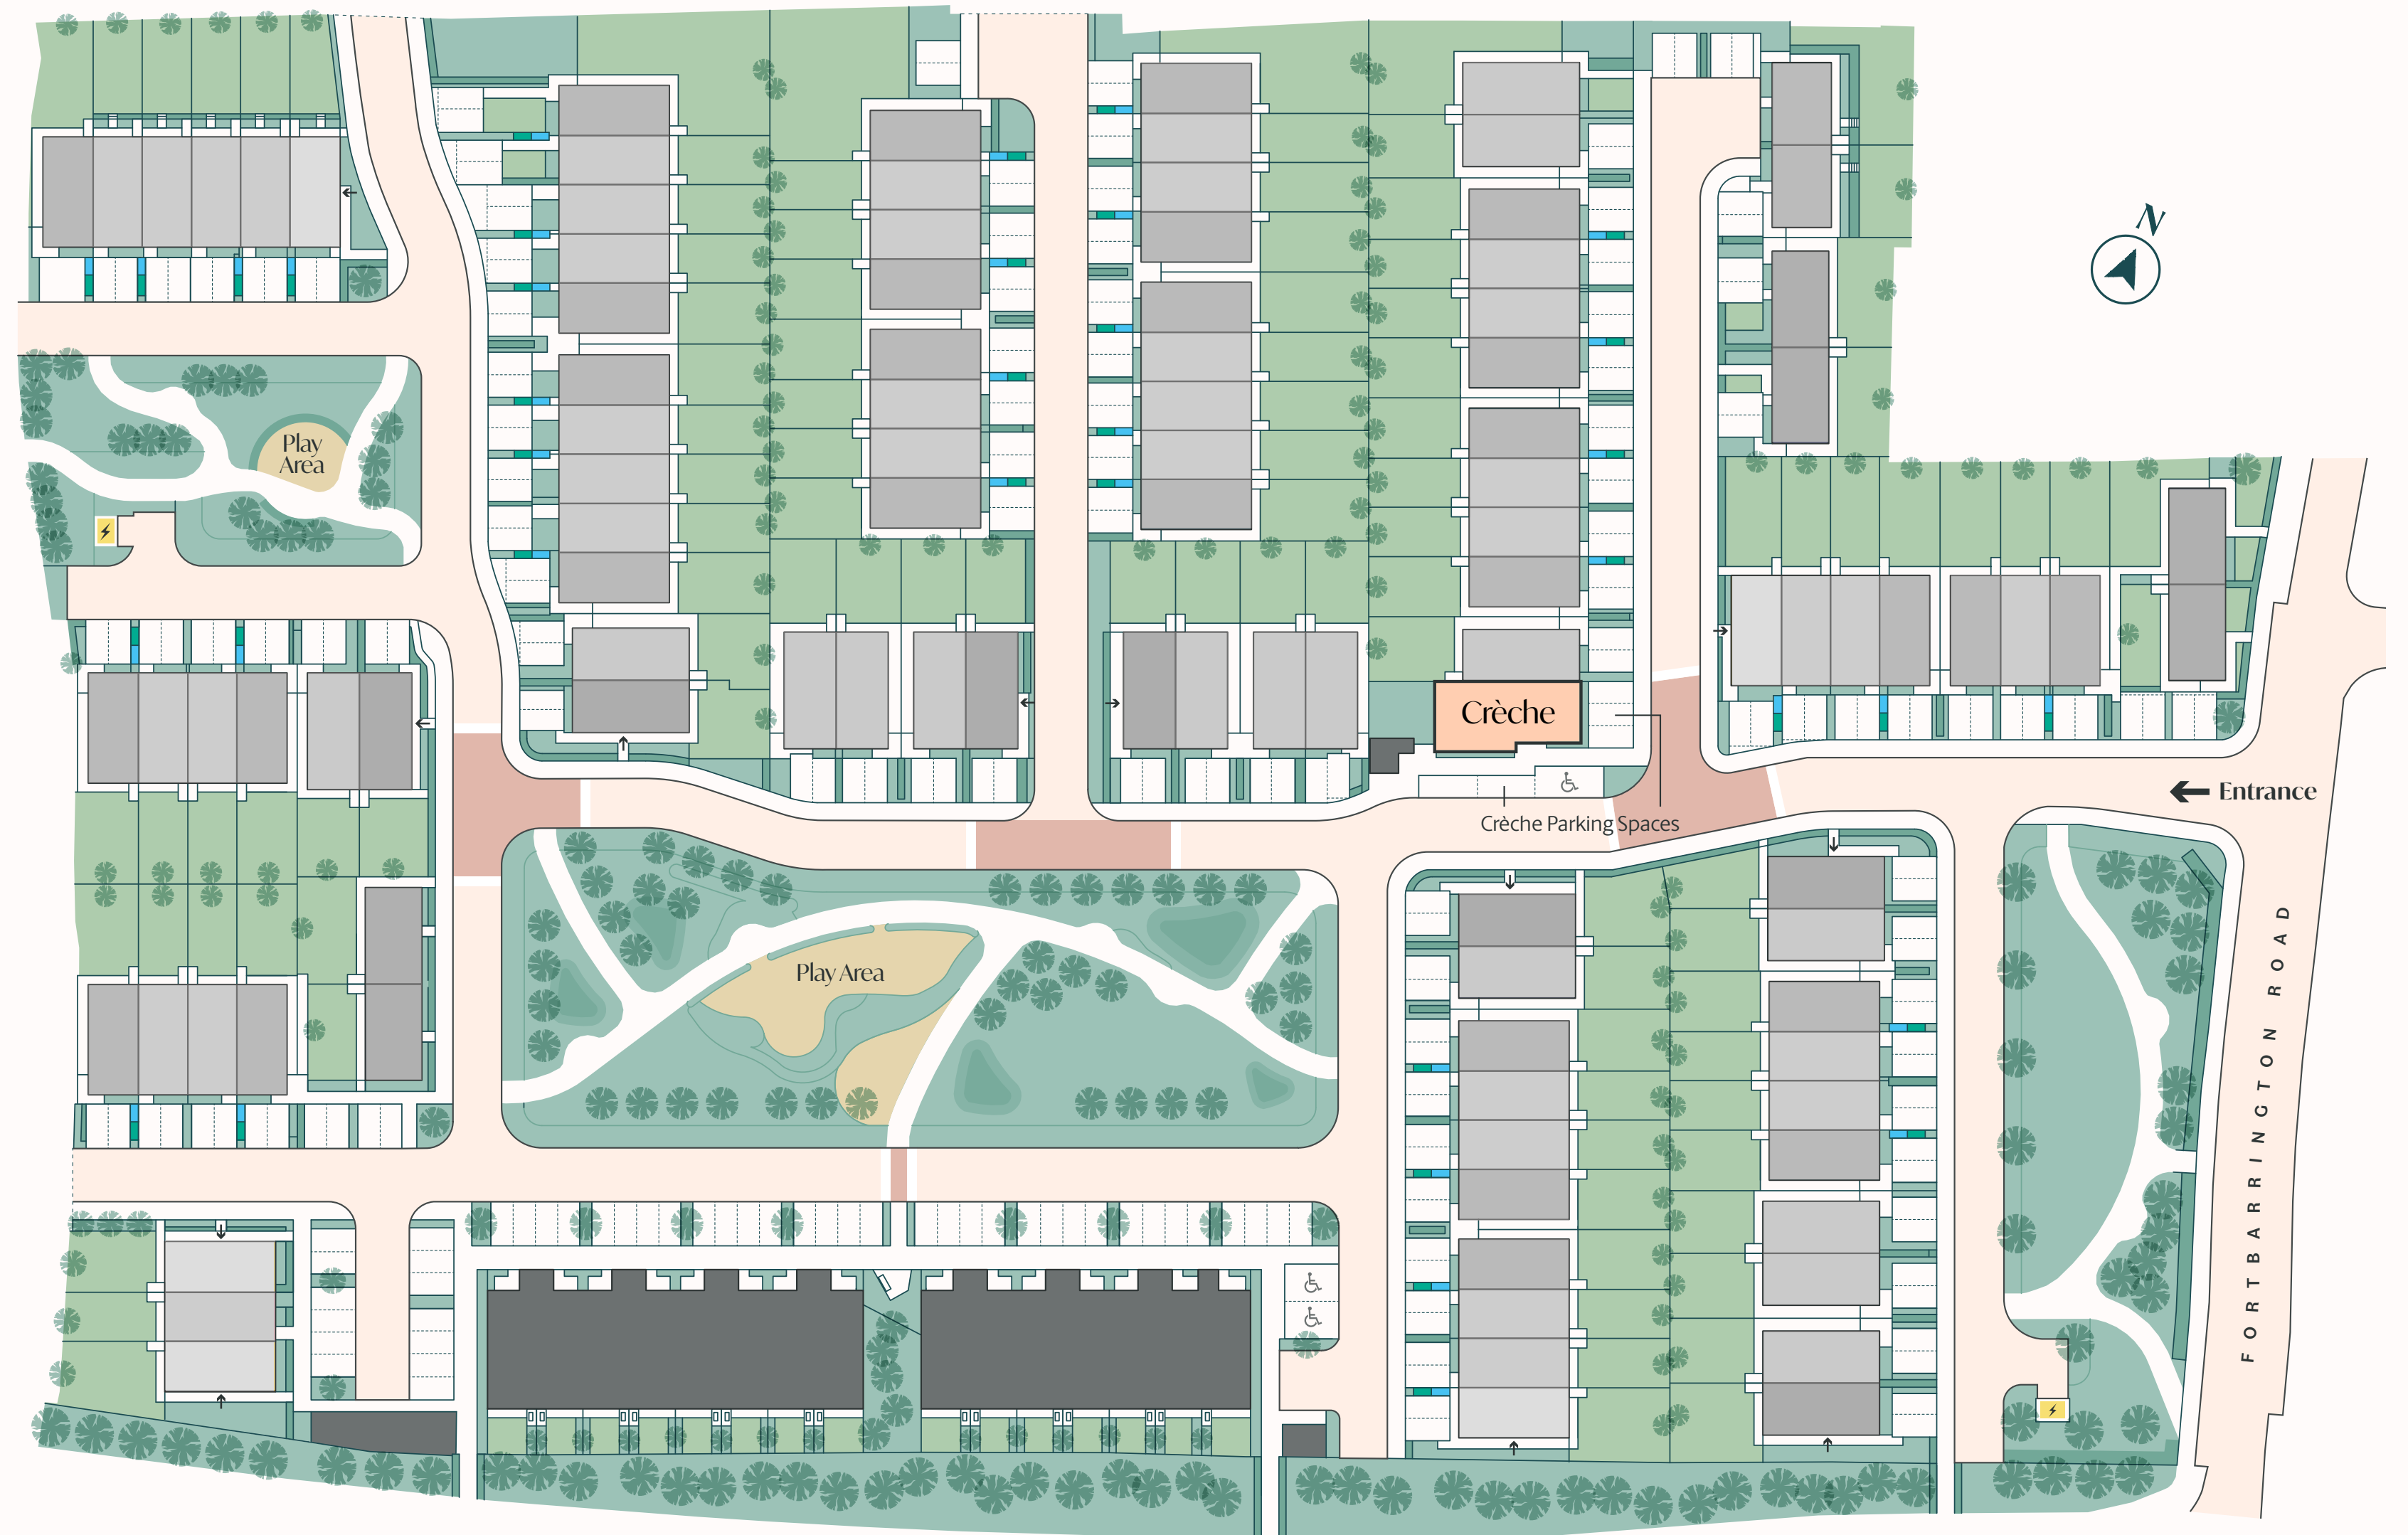 N
Play
Area
Crèche
Entrance
Crèche Parking Spaces
Play Area
FORTBARRINGTON ROAD